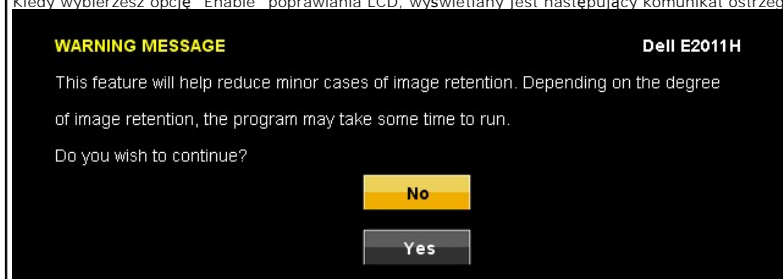 Kiedy wybierzesz opcję "Enable" poprawiania LCD, wyświetlany jest następujący komunikat
WARNING MESSAGE Dell E2011H
This feature will help reduce minor cases of image retention. Depending on the degree
of image retention, the program may take some time to run.
Do you wish to continue?
No
Yes